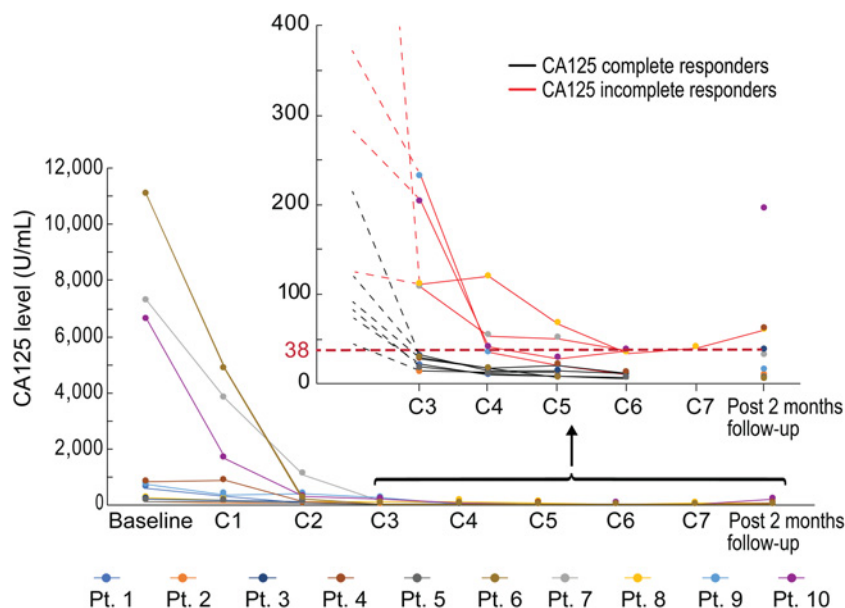 400
300
200
100
38
0
CA125 complete responders
CA125 incomplete responders
C3 C4 C5 C6 C7 Post 2 months
follow-up
CA125 level (U/mL)
12,000
10,000
8,000
6,000
4,000
2,000
0
Baseline C1 C2 C3 C4 C5 C6 C7 Post 2 months
follow-up
Pt. 1 Pt. 2 Pt. 3 Pt. 4 Pt. 5 Pt. 6 Pt. 7 Pt. 8 Pt. 9 Pt. 10